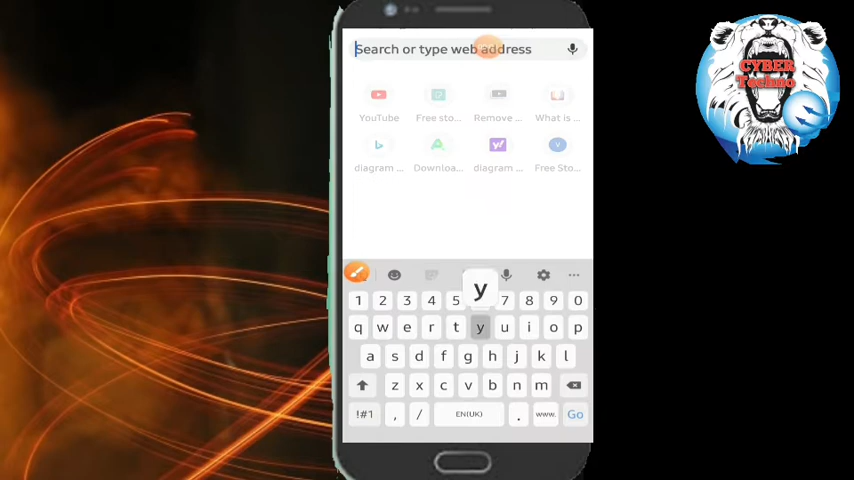 Search or type web address
CYBER
Techno
YouTube
Free sto...
Remove ...
What is ...
diagram ...
Downloa...
diagram ...
Free Sto...
y
1 2 3 4 5 7 8 9 0
q w e r t y u i o p
a s d f g h j k l
z x c v b n m
!#1 , / EN(UK) . www. Go